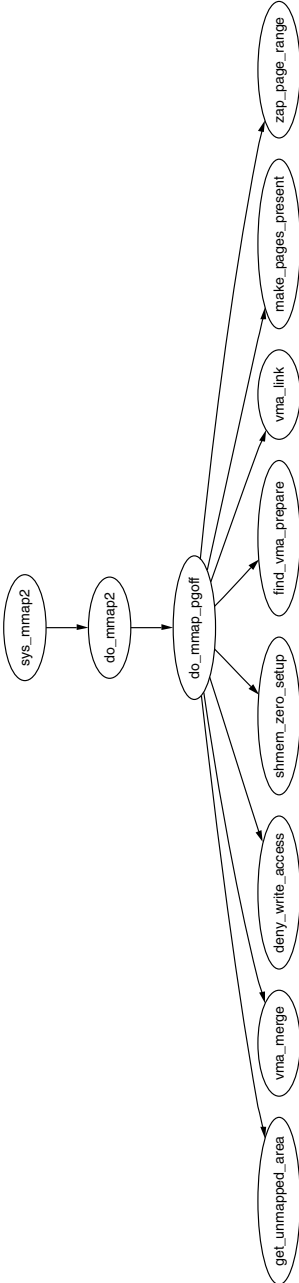 sys_mmap2
do_mmap2
do_mmap_pgoff
get_unmapped_area
vma_merge
deny_write_access
shmem_zero_setup
find_vma_prepare
vma_link
make_pages_present
zap_page_range